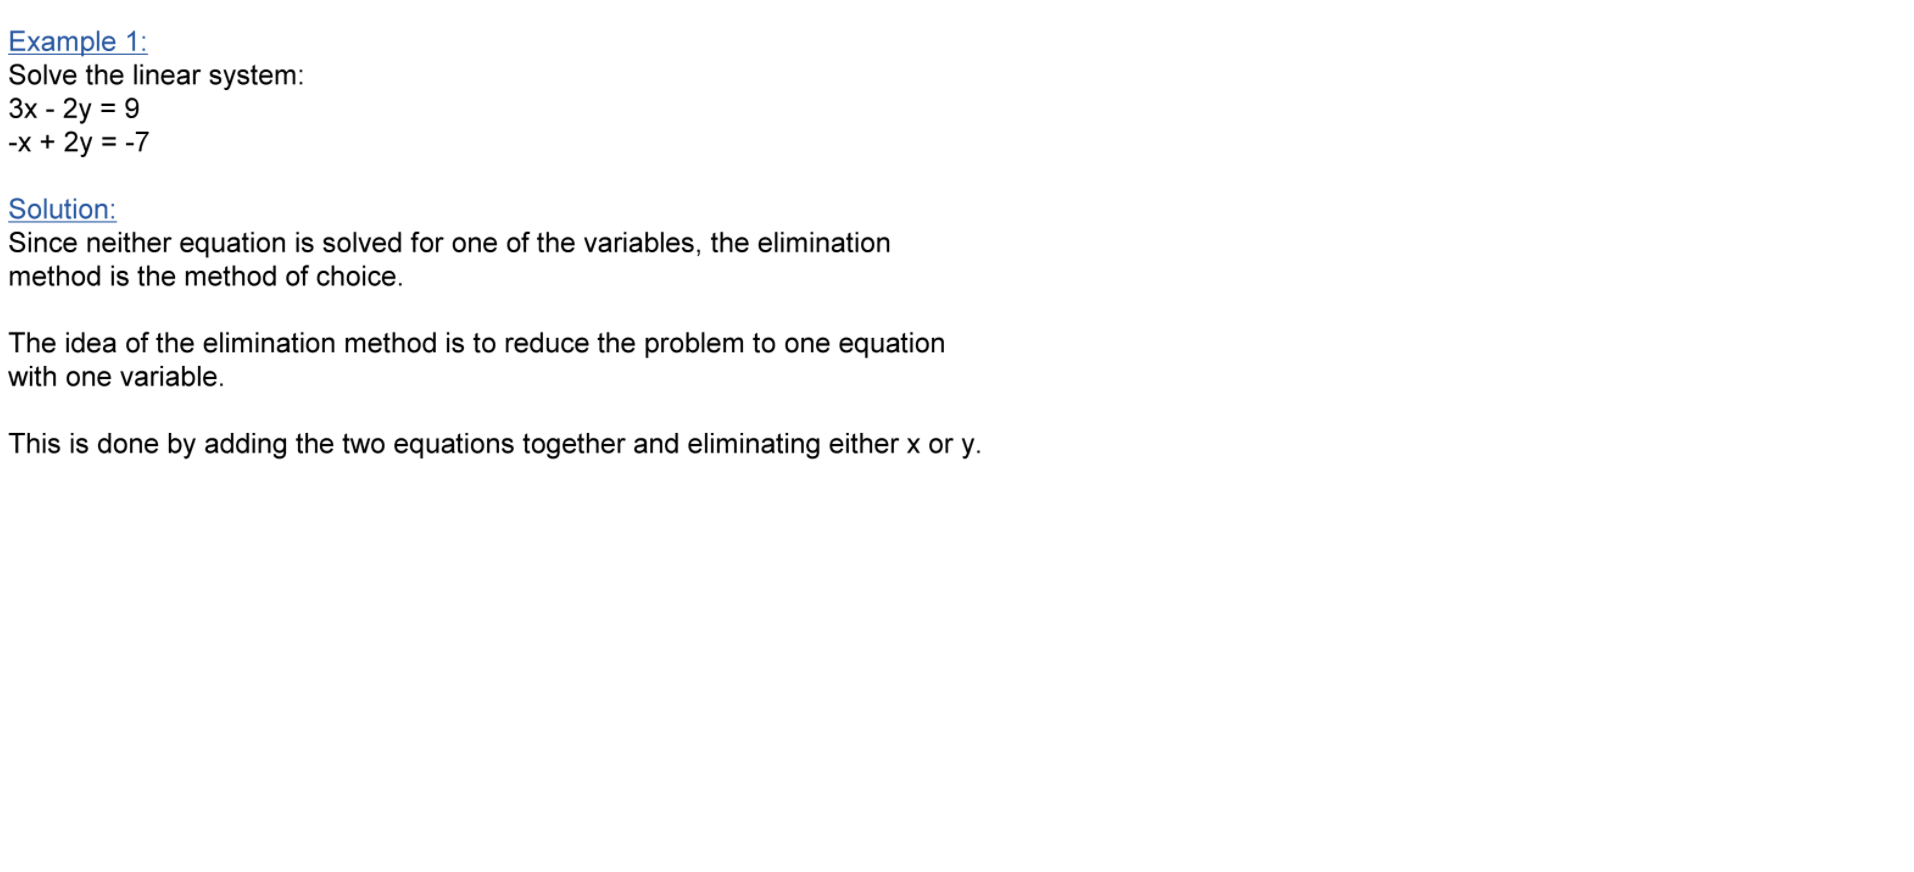 Example 1:
Solve the linear system:
3x - 2y = 9
-x + 2y = -7
Solution:
Since neither equation is solved for one of the variables, the elimination
method is the method of choice.
The idea of the elimination method is to reduce the problem to one equation
with one variable.
This is done by adding the two equations together and eliminating either x or y.